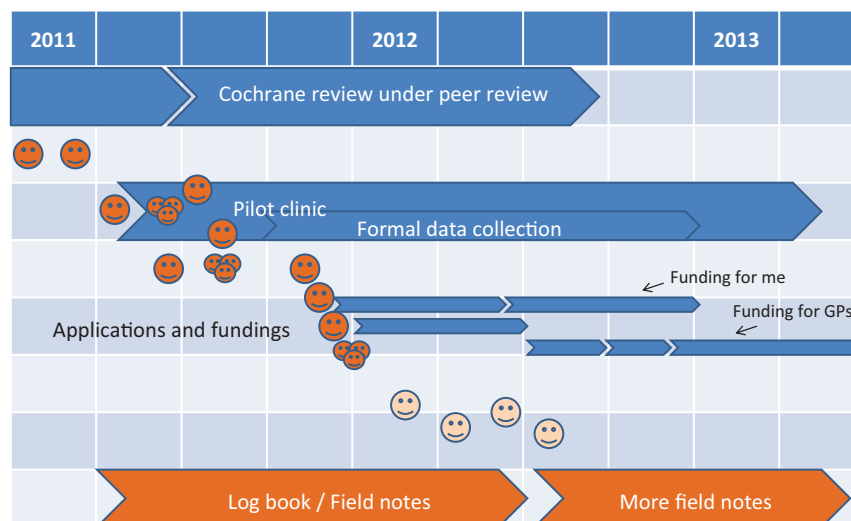 2011 2012 2013
Cochrane review under peer review
Pilot clinic
Formal data collection
Funding for me
Funding for GPs
Applications and fundings
Log book / Field notes More field notes